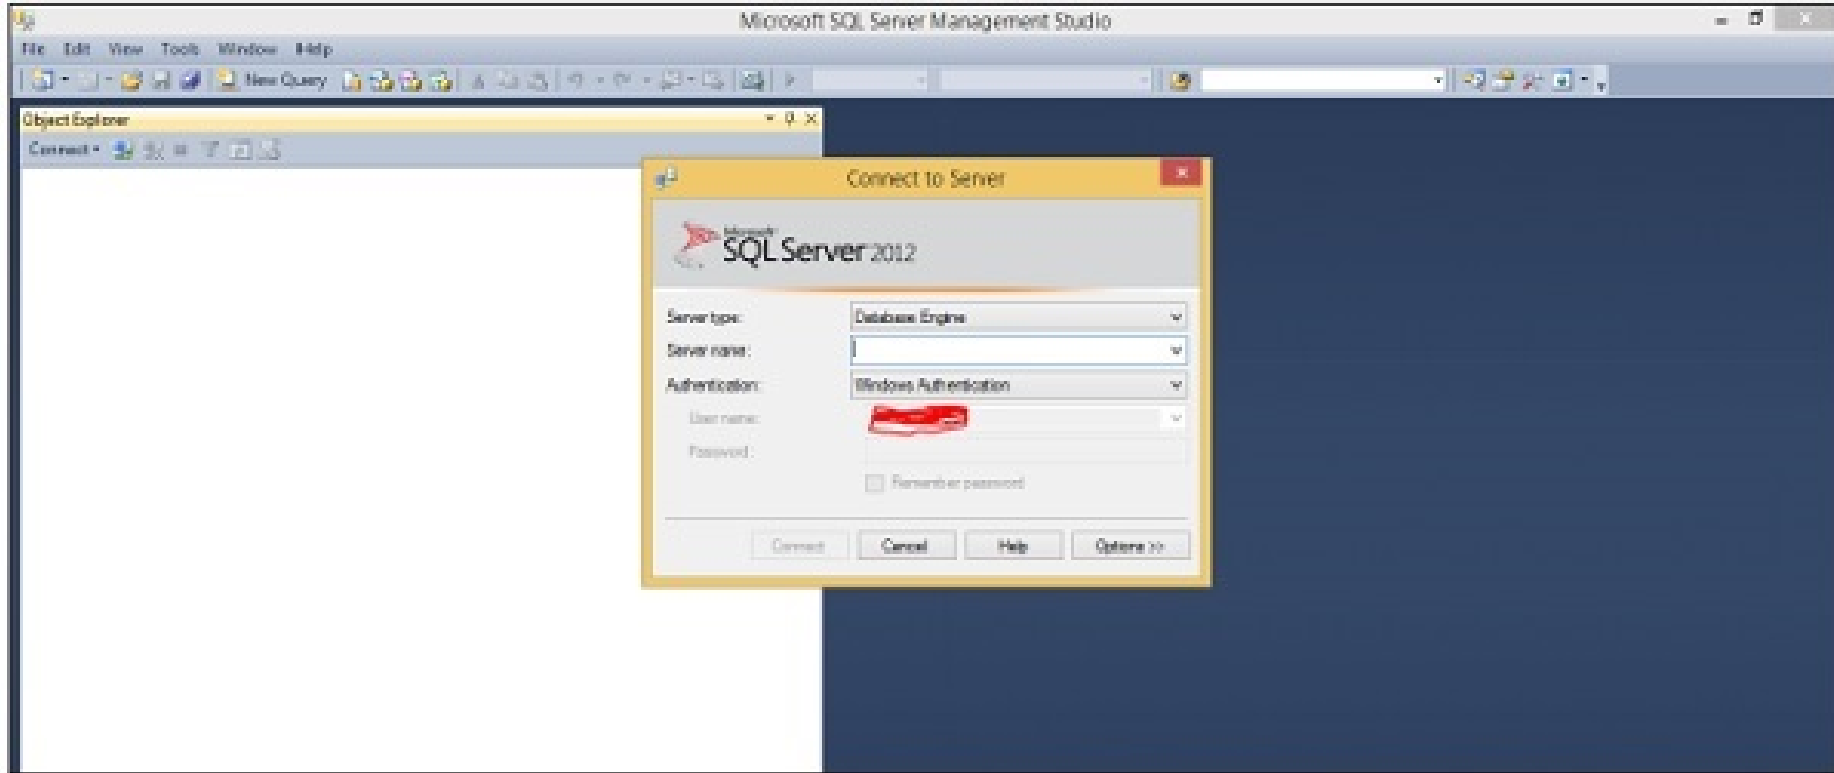 Microsoft SQL Server Management Studio
File Edit View Tools Window Help
New Query
Object Explorer
Connect
Connect to Server
Microsoft
SQL Server 2012
Server type: Database Engine
Server name:
Authentication: Windows Authentication
User name:
Password:
Remember password
Connect Cancel Help Options >>